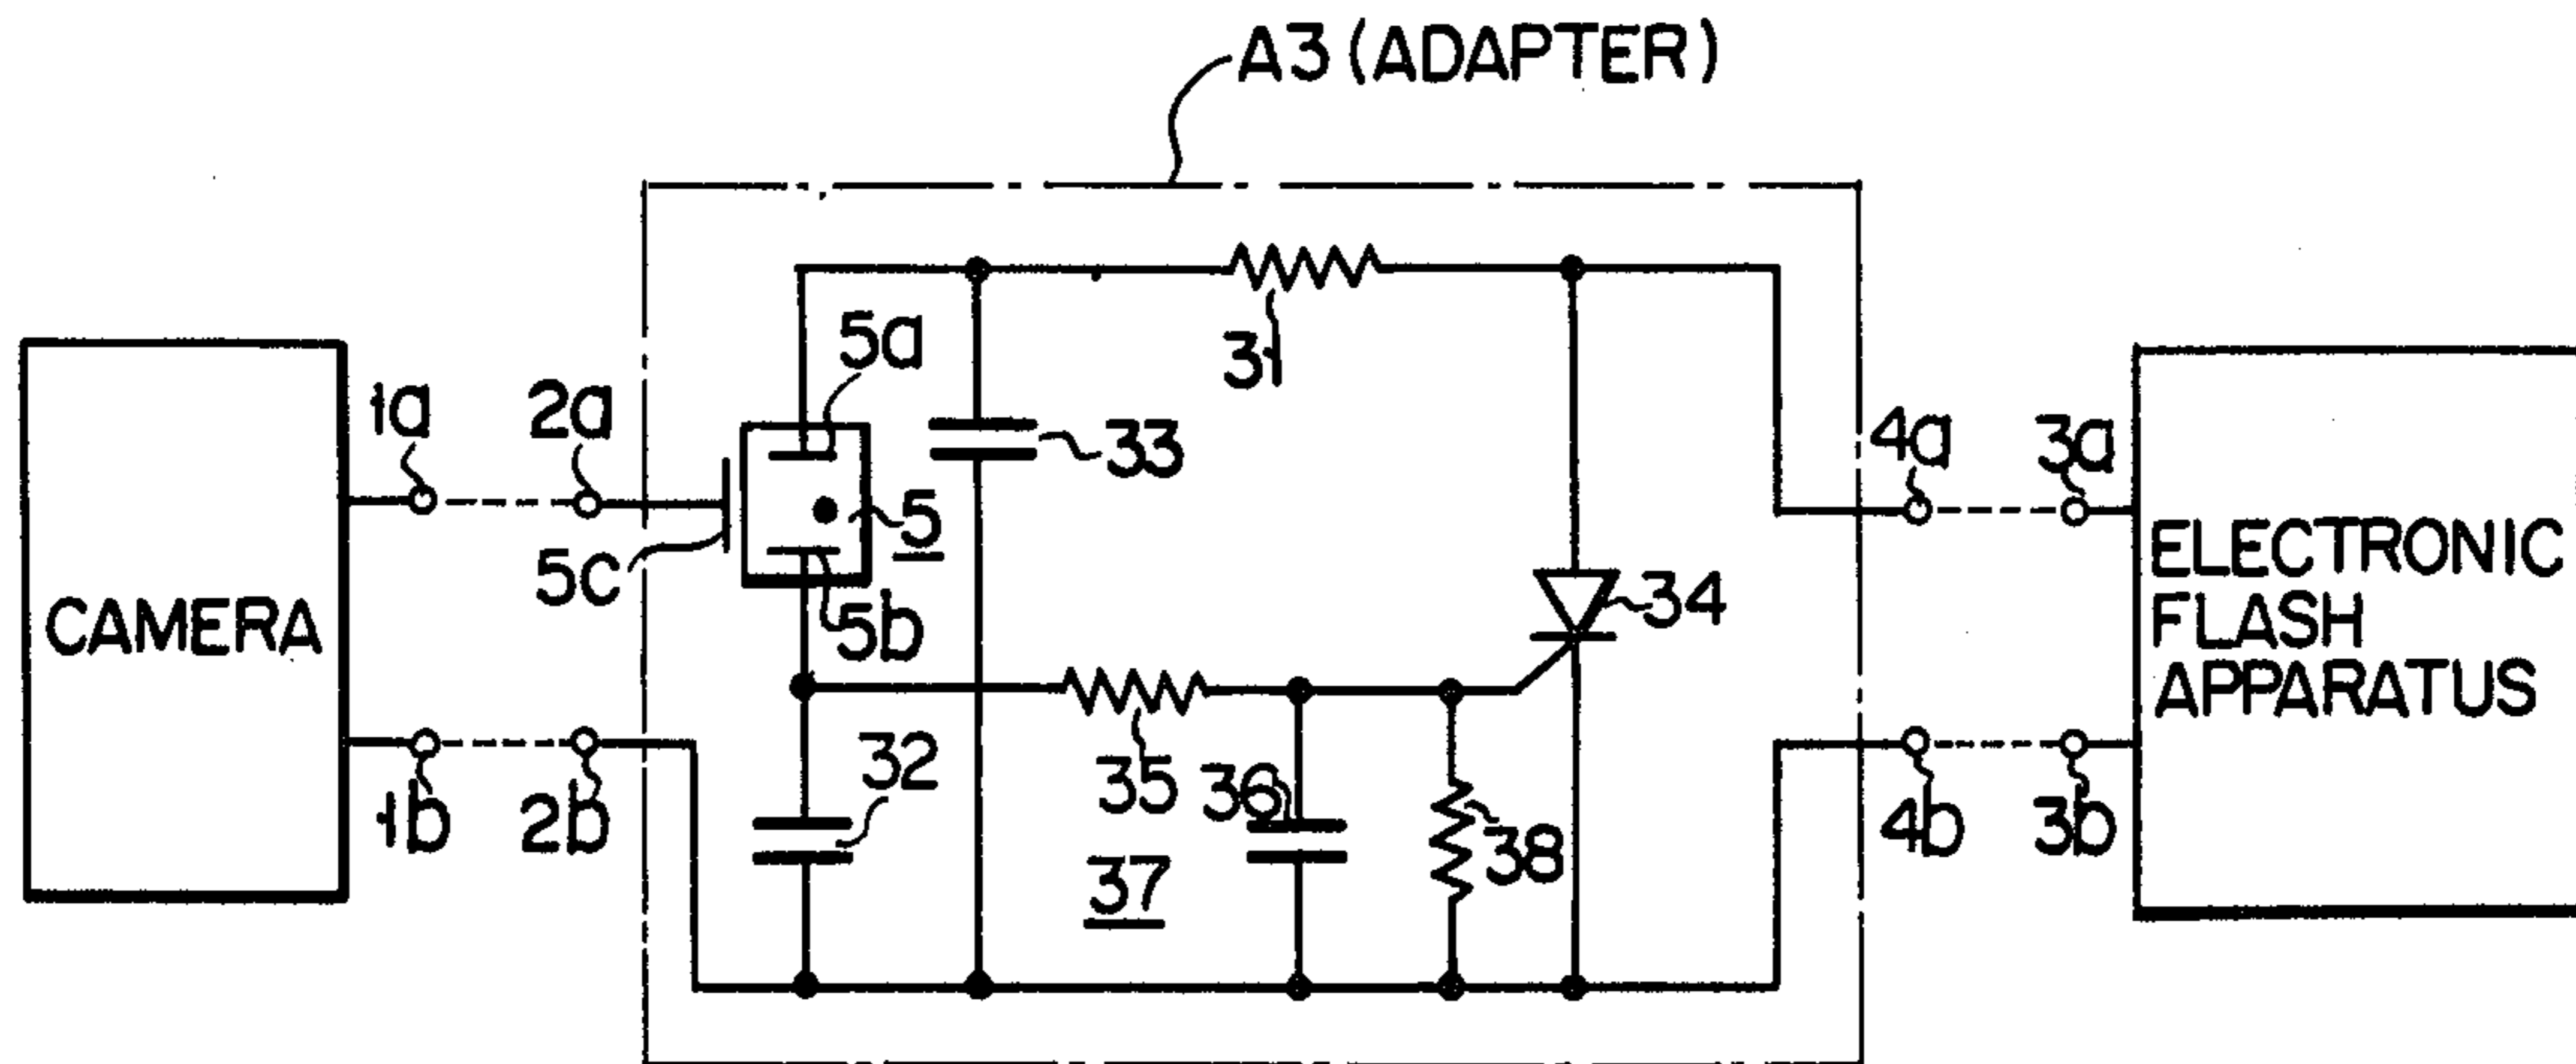 A3 (ADAPTER)
5a
31
1a
2a
33
4a
3a
5
5c
CAMERA
5b
34
ELECTRONIC
FLASH
APPARATUS
32
35
36
38
1b
2b
4b
3b
37